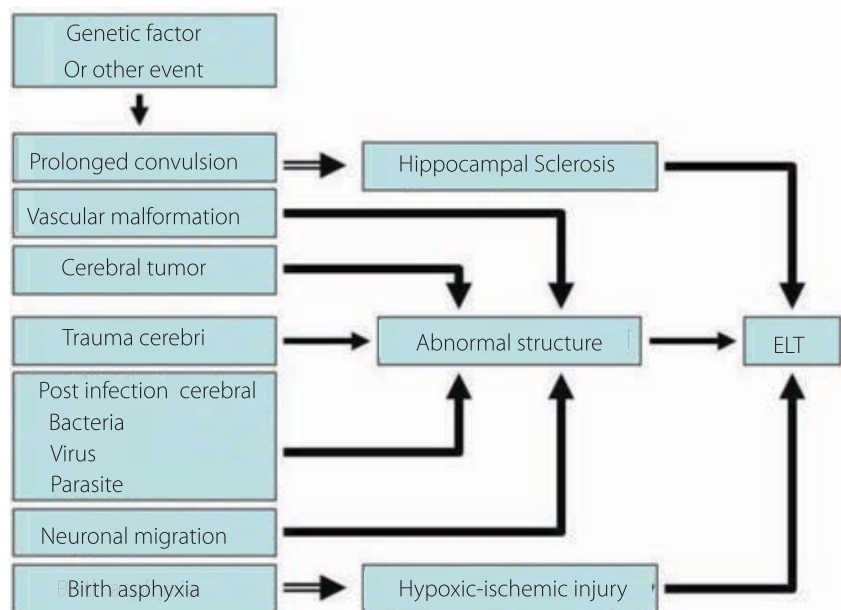 Genetic factor
Or other event
Prolonged convulsion
Hippocampal Sclerosis
Vascular malformation
Cerebral tumor
Trauma cerebri
Abnormal structure
ELT
Post infection cerebral
Bacteria
Virus
Parasite
Neuronal migration
Birth asphyxia
Hypoxic-ischemic injury